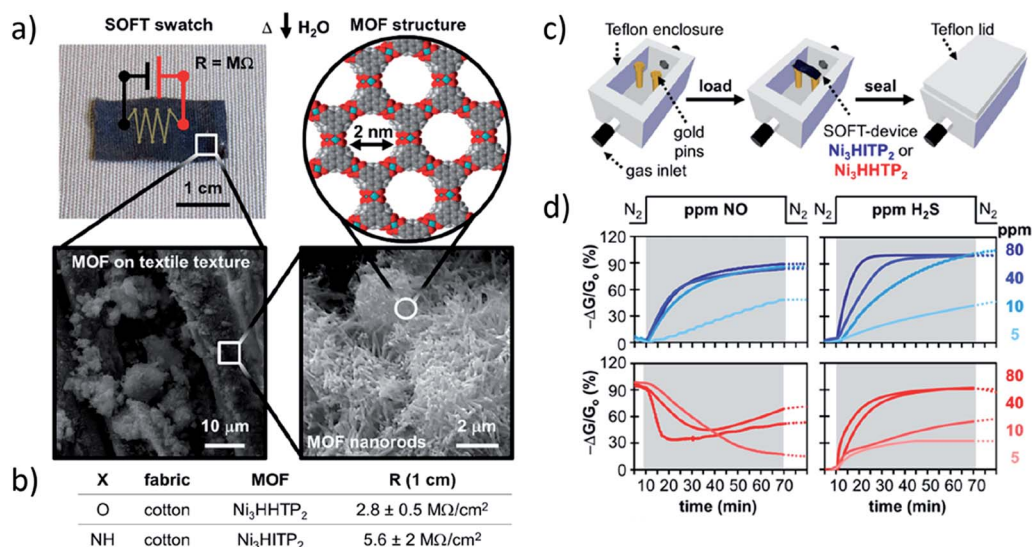 a)
SOFT swatch
Δ H₂O
MOF structure
R = MΩ
1 cm
2 nm
MOF on textile texture
10 μm
MOF nanorods
2 μm
b)
X fabric MOF R (1 cm)
O cotton Ni₃HHTP₂ 2.8 ± 0.5 MΩ/cm²
NH cotton Ni₃HITP₂ 5.6 ± 2 MΩ/cm²
c)
Teflon enclosure
Teflon lid
load
seal
gold
pins
gas inlet
SOFT-device
Ni₃HITP₂ or
Ni₃HHTP₂
d)
N₂ ppm NO N₂
N₂ ppm H₂S N₂
ppm
−ΔG/G₀ (%)
120
90
60
30
0
80
40
10
5
−ΔG/G₀ (%)
120
90
60
30
0
80
40
10
5
10 20 30 40 50 60 70
time (min)
10 20 30 40 50 60 70
time (min)